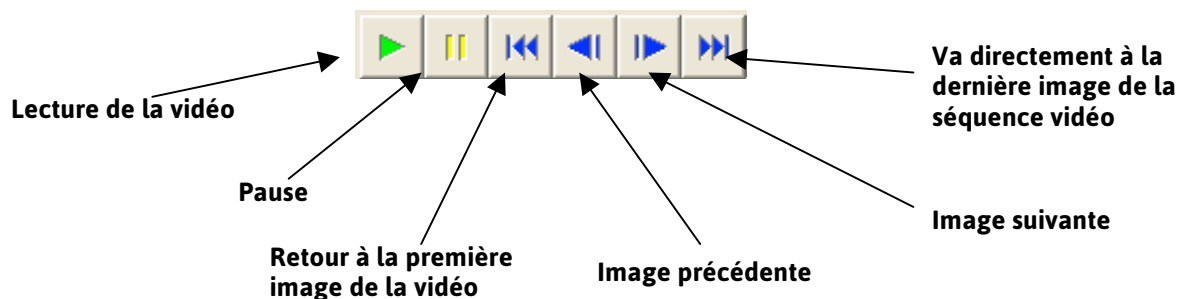 Lecture de la vidéo
Pause
Retour à la première
image de la vidéo
Image précédente
Image suivante
Va directement à la
dernière image de la
séquence vidéo